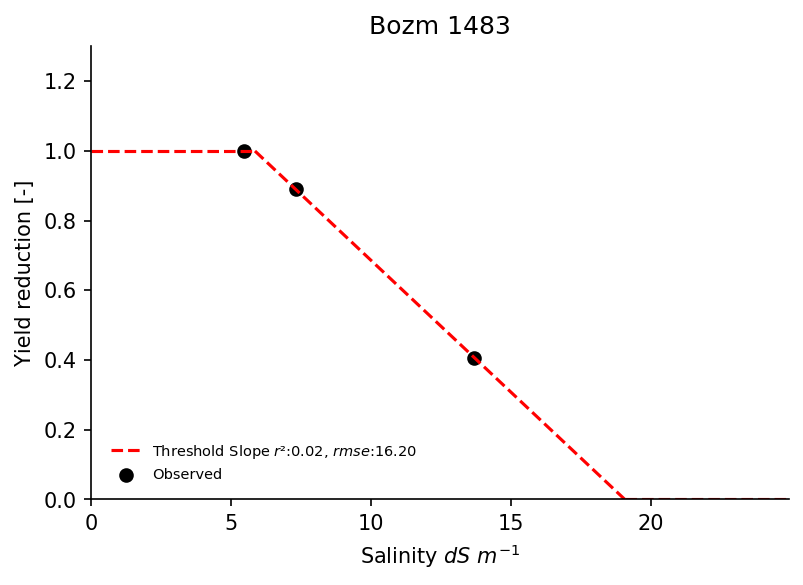 Bozm 1483
Yield reduction [-]
1.2
1.0
0.8
0.6
0.4
0.2
0.0
Threshold Slope r²:0.02, rmse:16.20
Observed
0 5 10 15 20
Salinity dS m⁻¹